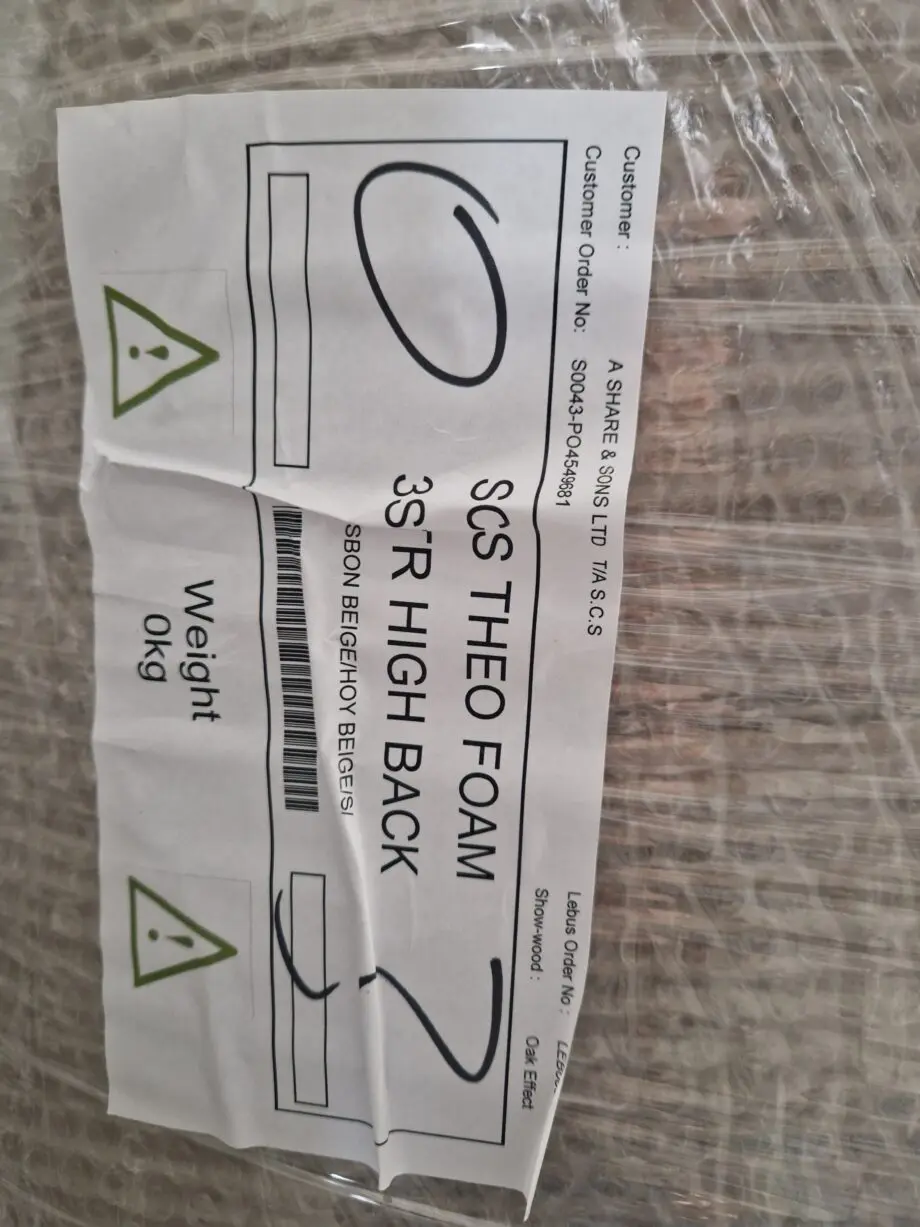 Customer : A SHARE & SONS LTD T/A S.C.S
Customer Order No: S0043-PO4549681
Lebus Order No :
Show-wood : Oak Effect
SCS THEO FOAM
3STR HIGH BACK
SBON BEIGE/HOY BEIGE/SI
Weight
0kg